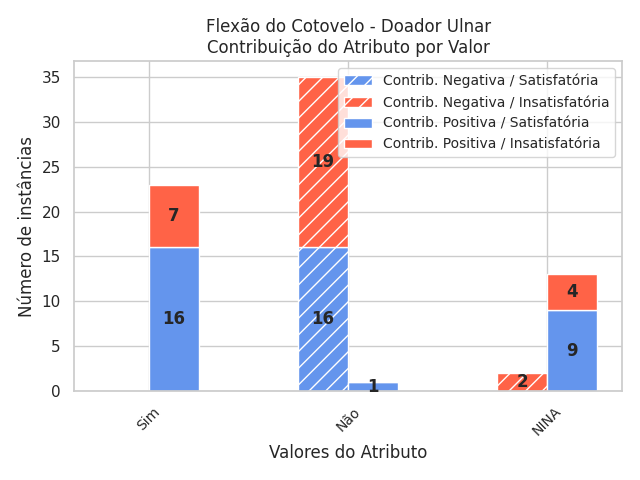 Flexão do Cotovelo - Doador Ulnar
Contribuição do Atributo por Valor
Contrib. Negativa / Satisfatória
Contrib. Negativa / Insatisfatória
Contrib. Positiva / Satisfatória
Contrib. Positiva / Insatisfatória
Número de instâncias
35
30
25
20
15
10
5
0
7
16
19
16
1
2
4
9
Sim
Não
NINA
Valores do Atributo